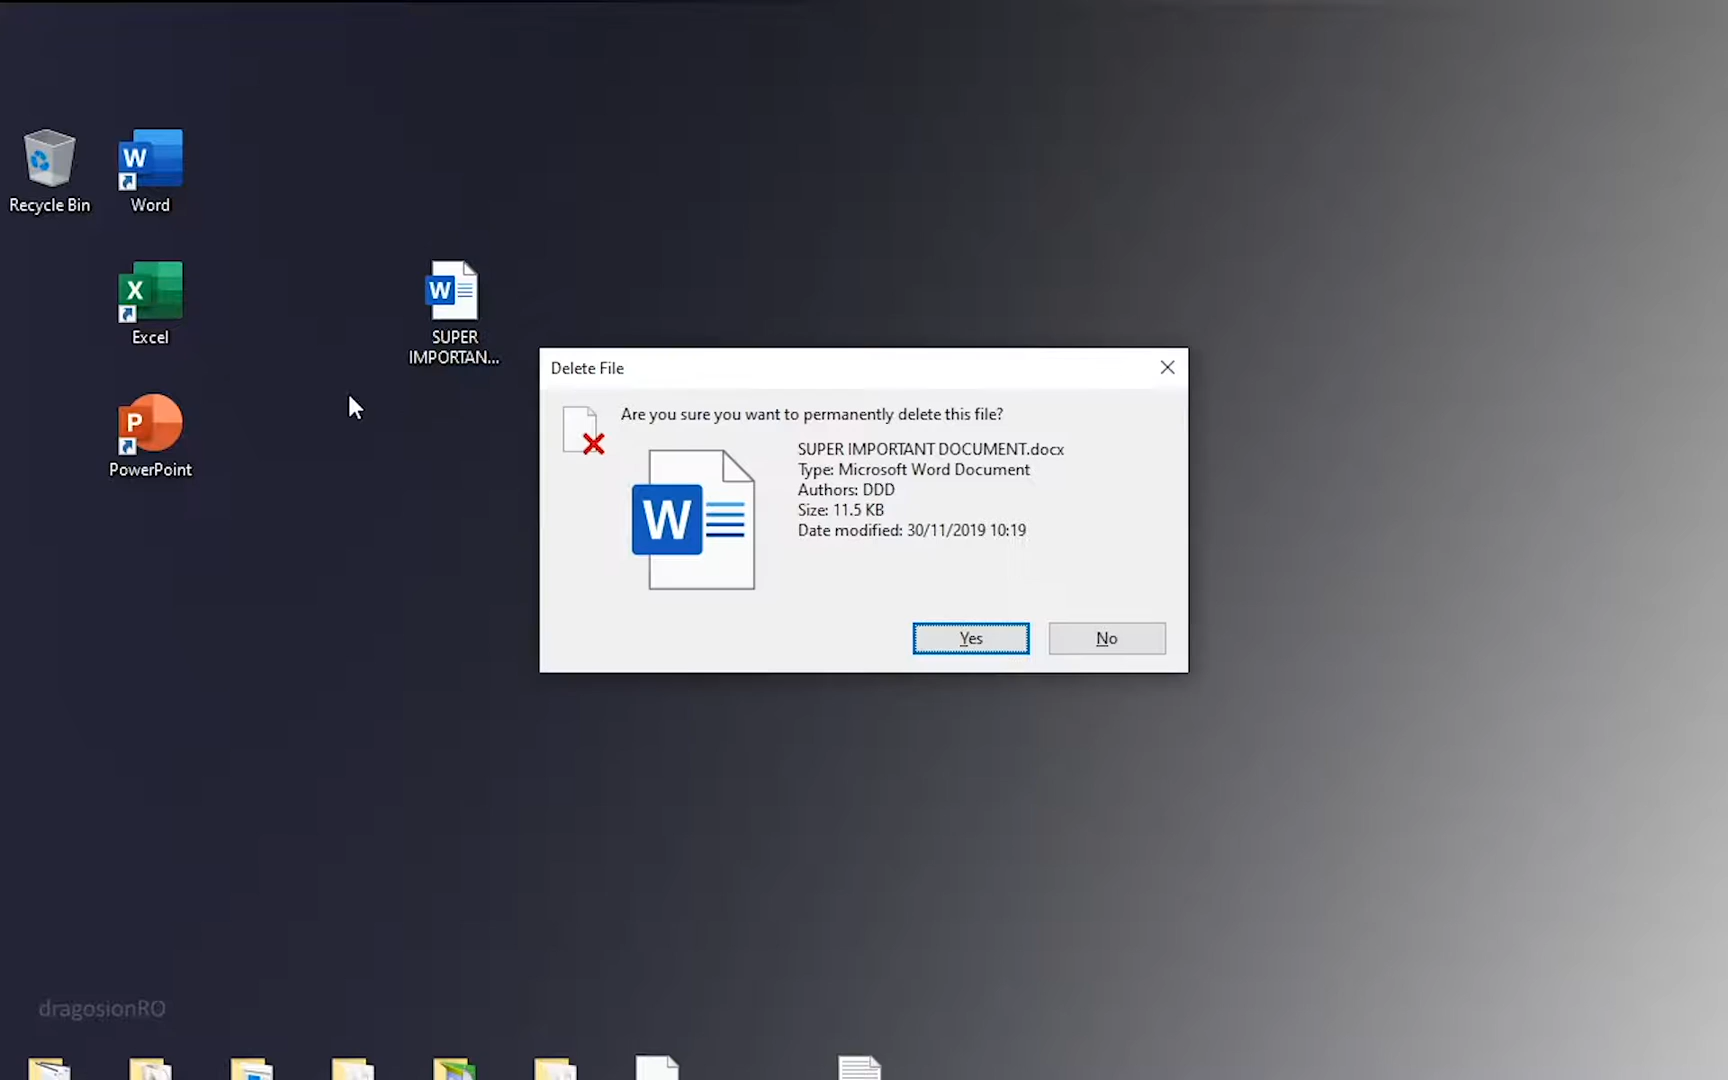 Recycle Bin
Word
Excel
PowerPoint
SUPER
IMPORTAN...
Delete File
Are you sure you want to permanently delete this file?
SUPER IMPORTANT DOCUMENT.docx
Type: Microsoft Word Document
Authors: DDD
Size: 11.5 KB
Date modified: 30/11/2019 10:19
Yes
No
dragosionRO